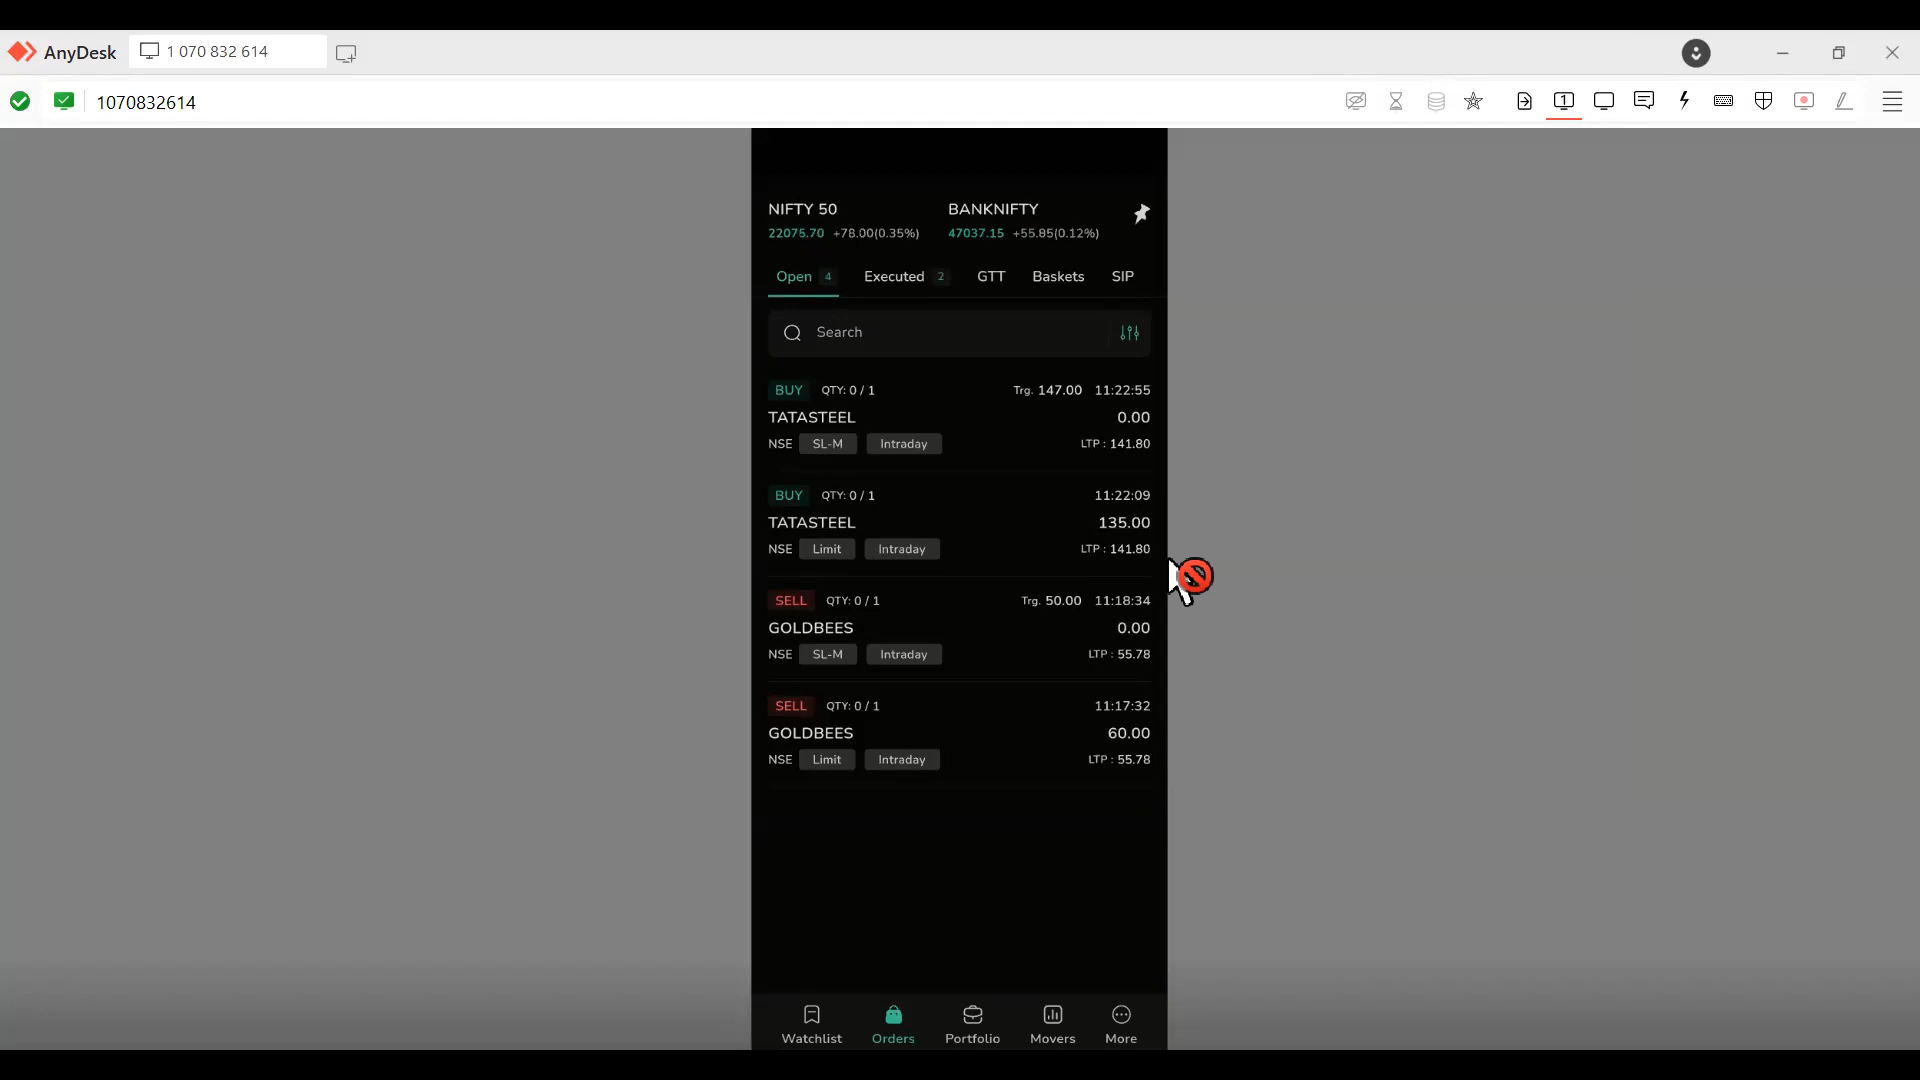 AnyDesk 1 070 832 614
1070832614
NIFTY 50 BANKNIFTY
22075.70 +78.00(0.35%) 47037.15 +55.85(0.12%)
Open 4 Executed 2 GTT Baskets SIP
Search
BUY QTY: 0 / 1 Trg. 147.00 11:22:55
TATASTEEL 0.00
NSE SL-M Intraday LTP : 141.80
BUY QTY: 0 / 1 11:22:09
TATASTEEL 135.00
NSE Limit Intraday LTP : 141.80
SELL QTY: 0 / 1 Trg. 50.00 11:18:34
GOLDBEES 0.00
NSE SL-M Intraday LTP : 55.78
SELL QTY: 0 / 1 11:17:32
GOLDBEES 60.00
NSE Limit Intraday LTP : 55.78
Watchlist Orders Portfolio Movers More